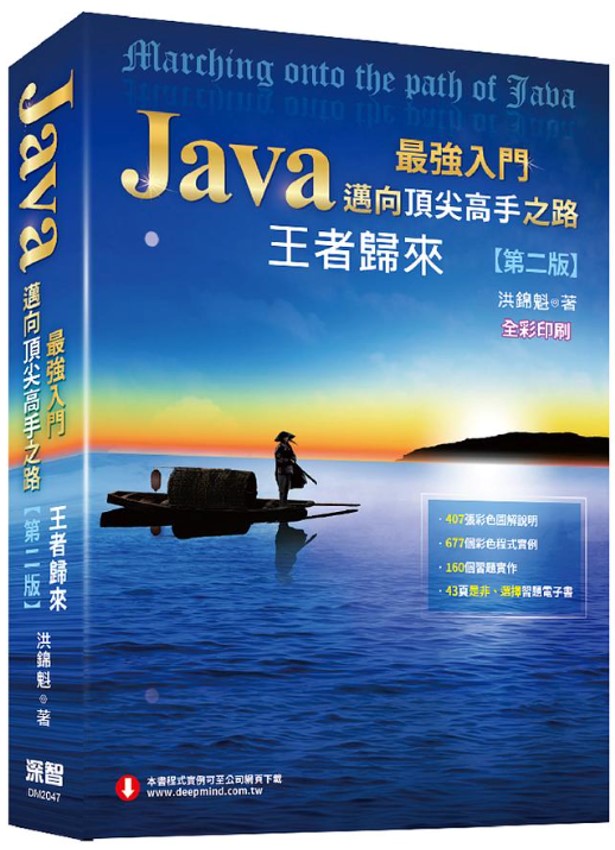 Marching onto the path of Java
Java
最強入門
邁向頂尖高手之路
王者歸來
【第二版】
洪錦魁 著
全彩印刷
・407張彩色圖解說明
・677個彩色程式實例
・160個習題實作
・43頁是非、選擇習題電子書
本書程式實例可至公司網頁下載
www.deepmind.com.tw
Java
最強入門
邁向頂尖高手之路
王者歸來
【第二版】
洪錦魁 著
深智
DM2047